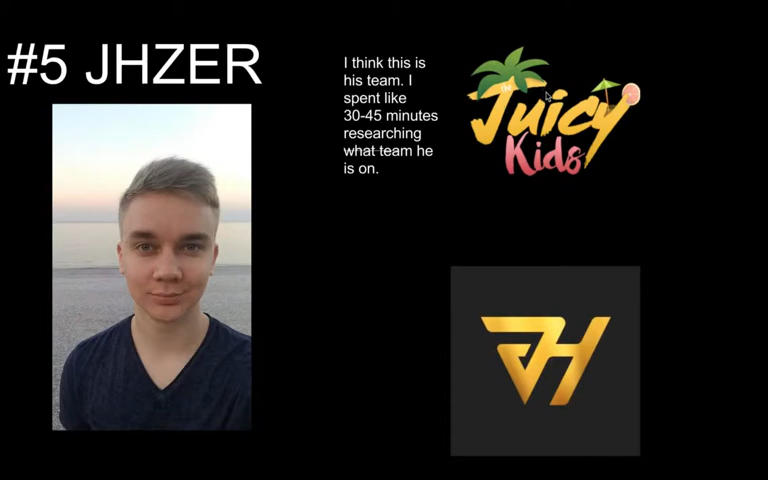 #5 JHZER
I think this is
his team. I
spent like
30-45 minutes
researching
what team he
is on.
Juicy
Kids
JH